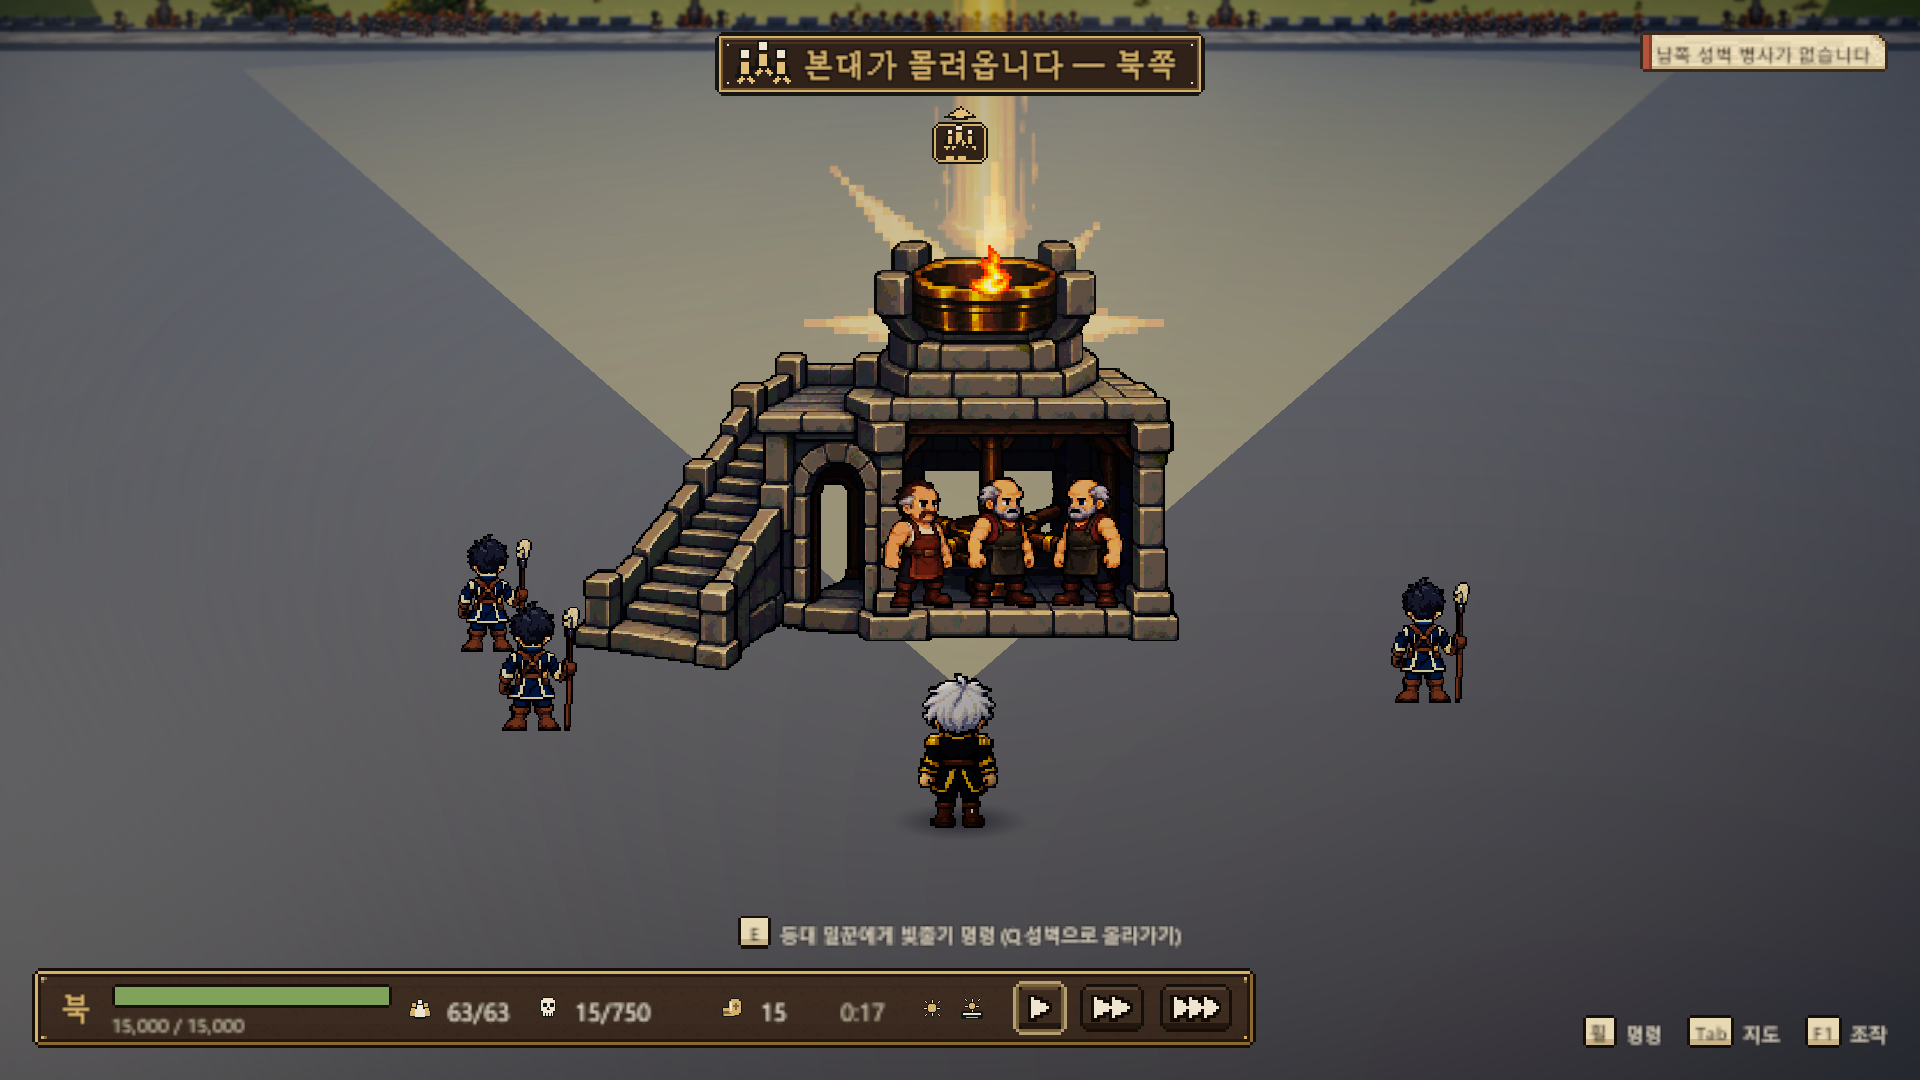 본대가 몰려옵니다 — 북쪽
남쪽 성벽 병사가 없습니다
E 등대 일꾼에게 빛줄기 명령 (Q 성벽으로 올라가기)
북 15,000 / 15,000 63/63 15/750 15 0:17
휠 명령 Tab 지도 F1 조작